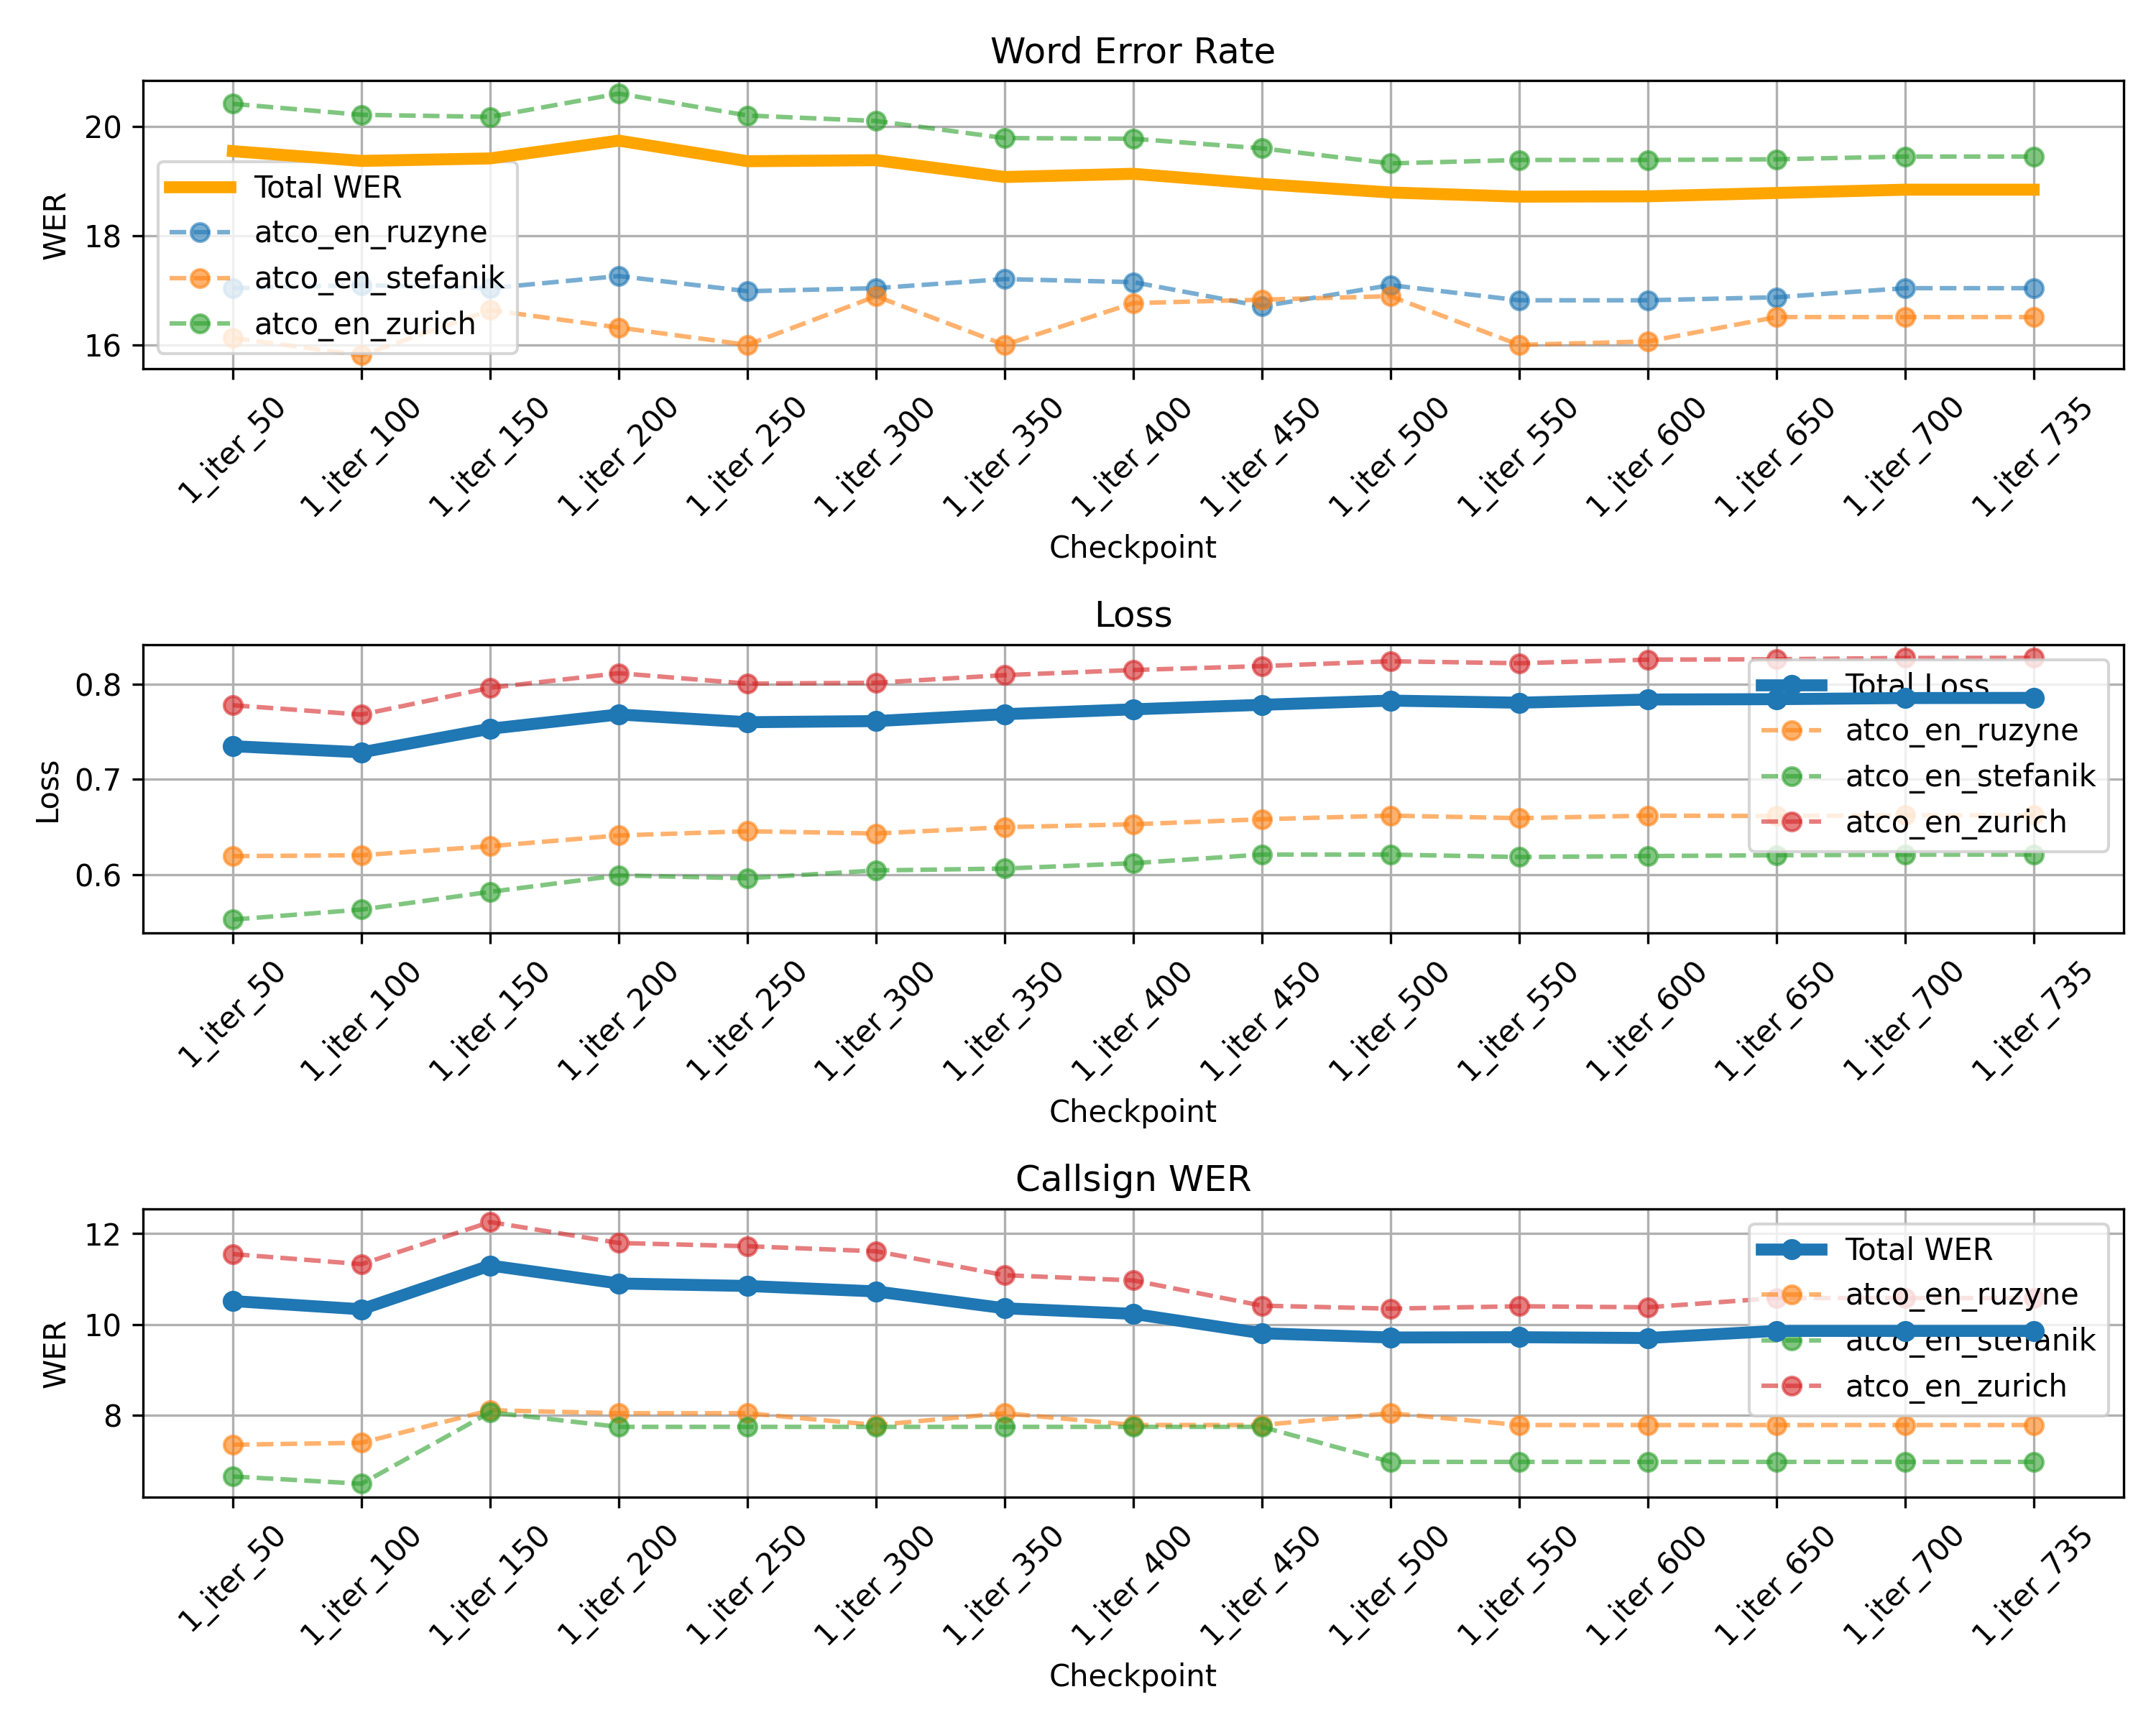 Word Error Rate
WER
20
18
16
Total WER
atco_en_ruzyne
atco_en_stefanik
atco_en_zurich
1_iter_50
1_iter_100
1_iter_150
1_iter_200
1_iter_250
1_iter_300
1_iter_350
1_iter_400
1_iter_450
1_iter_500
1_iter_550
1_iter_600
1_iter_650
1_iter_700
1_iter_735
Checkpoint
Loss
Loss
0.8
0.7
0.6
Total Loss
atco_en_ruzyne
atco_en_stefanik
atco_en_zurich
1_iter_50
1_iter_100
1_iter_150
1_iter_200
1_iter_250
1_iter_300
1_iter_350
1_iter_400
1_iter_450
1_iter_500
1_iter_550
1_iter_600
1_iter_650
1_iter_700
1_iter_735
Checkpoint
Callsign WER
WER
12
10
8
Total WER
atco_en_ruzyne
atco_en_stefanik
atco_en_zurich
1_iter_50
1_iter_100
1_iter_150
1_iter_200
1_iter_250
1_iter_300
1_iter_350
1_iter_400
1_iter_450
1_iter_500
1_iter_550
1_iter_600
1_iter_650
1_iter_700
1_iter_735
Checkpoint